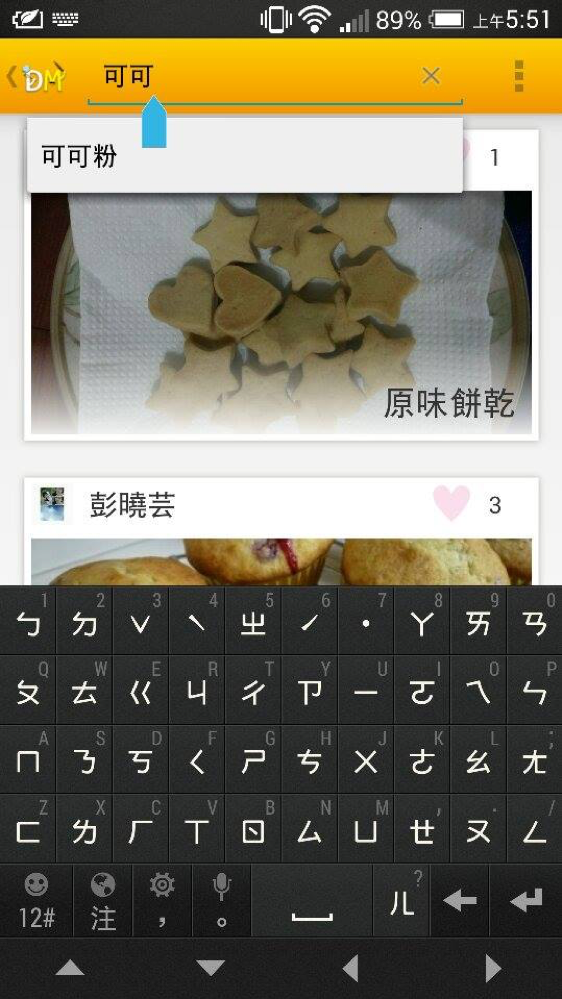 89% 上午5:51
DM 可可
可可粉
1
原味餅乾
彭曉芸
3
1 2 3 4 5 6 7 8 9 0
ㄅ ㄉ ˇ ˋ ㄓ ˊ ˙ ㄚ ㄞ ㄢ
Q W E R T Y U I O P
ㄆ ㄊ ㄍ ㄐ ㄔ ㄗ ㄧ ㄛ ㄟ ㄣ
A S D F G H J K L ;
ㄇ ㄋ ㄎ ㄑ ㄕ ㄘ ㄨ ㄜ ㄠ ㄤ
Z X C V B N M , . /
ㄈ ㄌ ㄏ ㄒ ㄖ ㄙ ㄩ ㄝ ㄡ ㄥ
?
12# 注 , 。 ㄦ